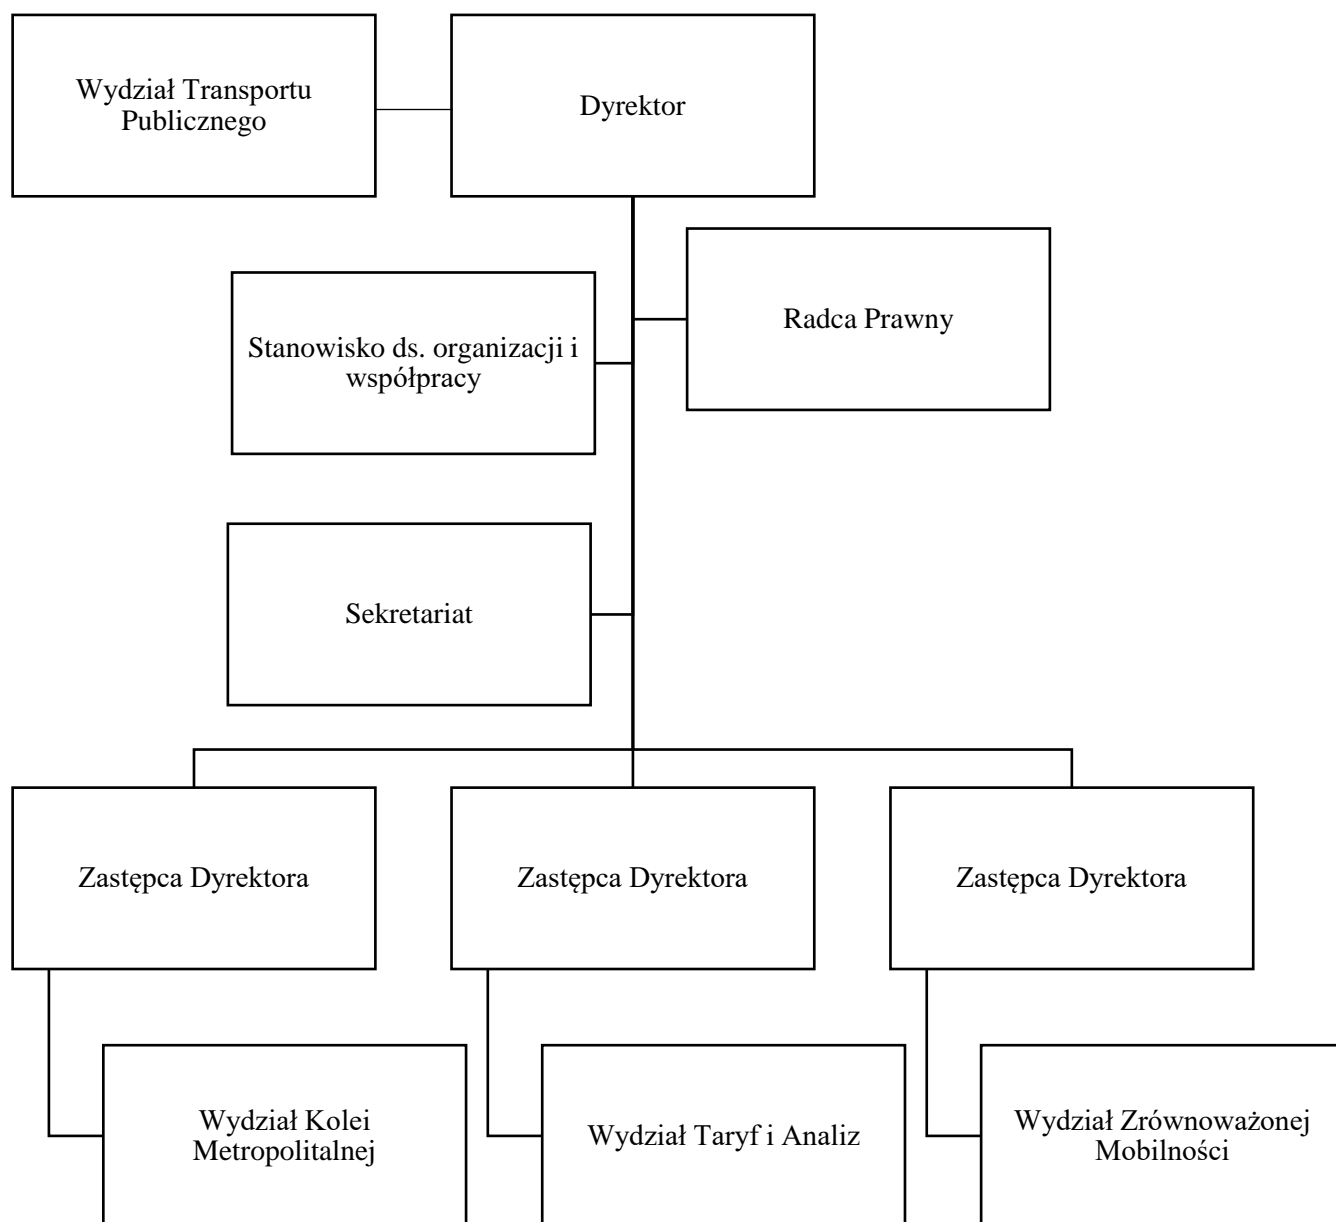 Wydział Transportu
Publicznego
Dyrektor
Radca Prawny
Stanowisko ds. organizacji i
współpracy
Sekretariat
Zastępca Dyrektora
Zastępca Dyrektora
Zastępca Dyrektora
Wydział Kolei
Metropolitalnej
Wydział Taryf i Analiz
Wydział Zrównoważonej
Mobilności